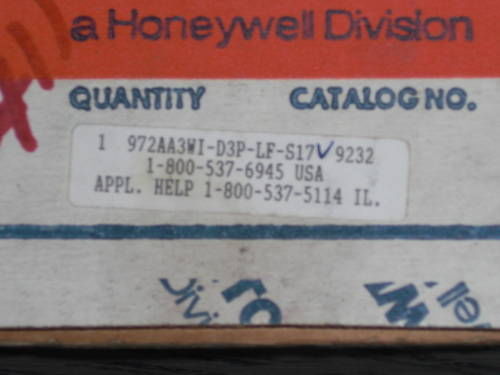 a Honeywell Division
QUANTITY CATALOG NO.
1 972AA3WI-D3P-LF-S17 9232
1-800-537-6945 USA
APPL. HELP 1-800-537-5114 IL.